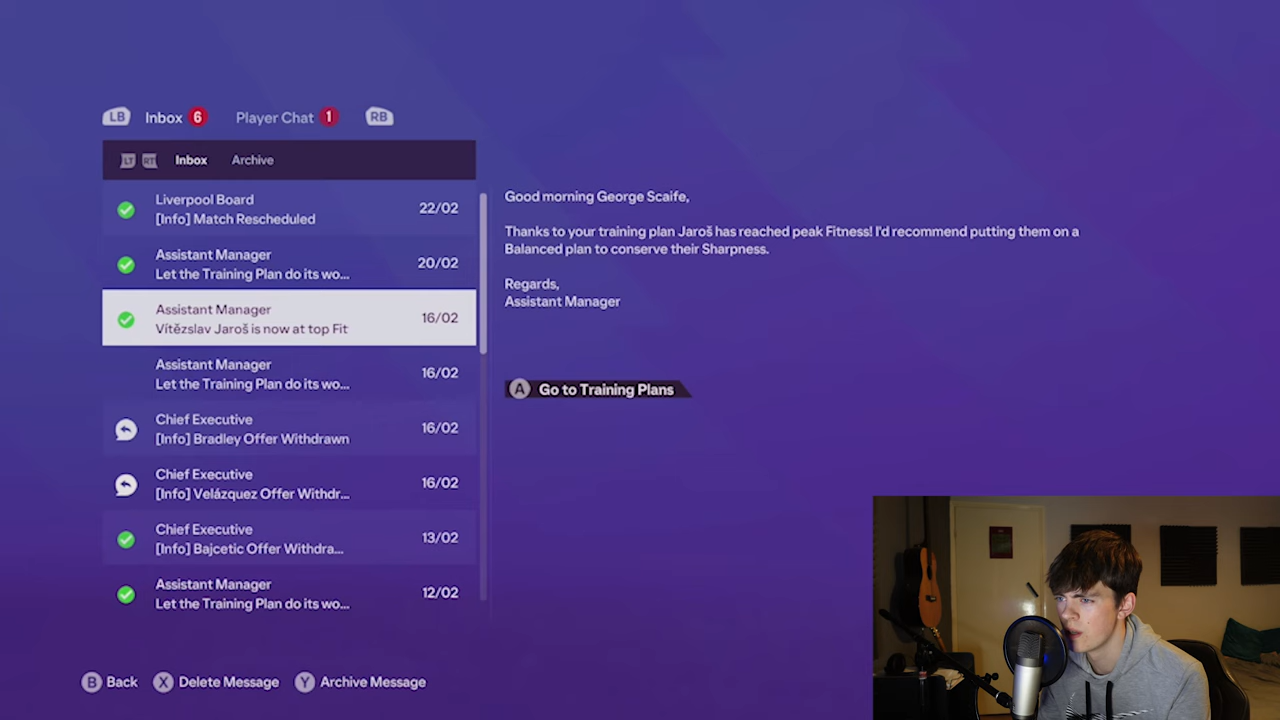 LB Inbox 6 Player Chat 1 RB
LT RT Inbox Archive
Liverpool Board
[Info] Match Rescheduled
22/02
Assistant Manager
Let the Training Plan do its wo...
20/02
Assistant Manager
Vítězslav Jaroš is now at top Fit
16/02
Assistant Manager
Let the Training Plan do its wo...
16/02
Chief Executive
[Info] Bradley Offer Withdrawn
16/02
Chief Executive
[Info] Velázquez Offer Withdr...
16/02
Chief Executive
[Info] Bajcetic Offer Withdra...
13/02
Assistant Manager
Let the Training Plan do its wo...
12/02
Good morning George Scaife,
Thanks to your training plan Jaroš has reached peak Fitness! I'd recommend putting them on a
Balanced plan to conserve their Sharpness.
Regards,
Assistant Manager
A Go to Training Plans
B Back X Delete Message Y Archive Message